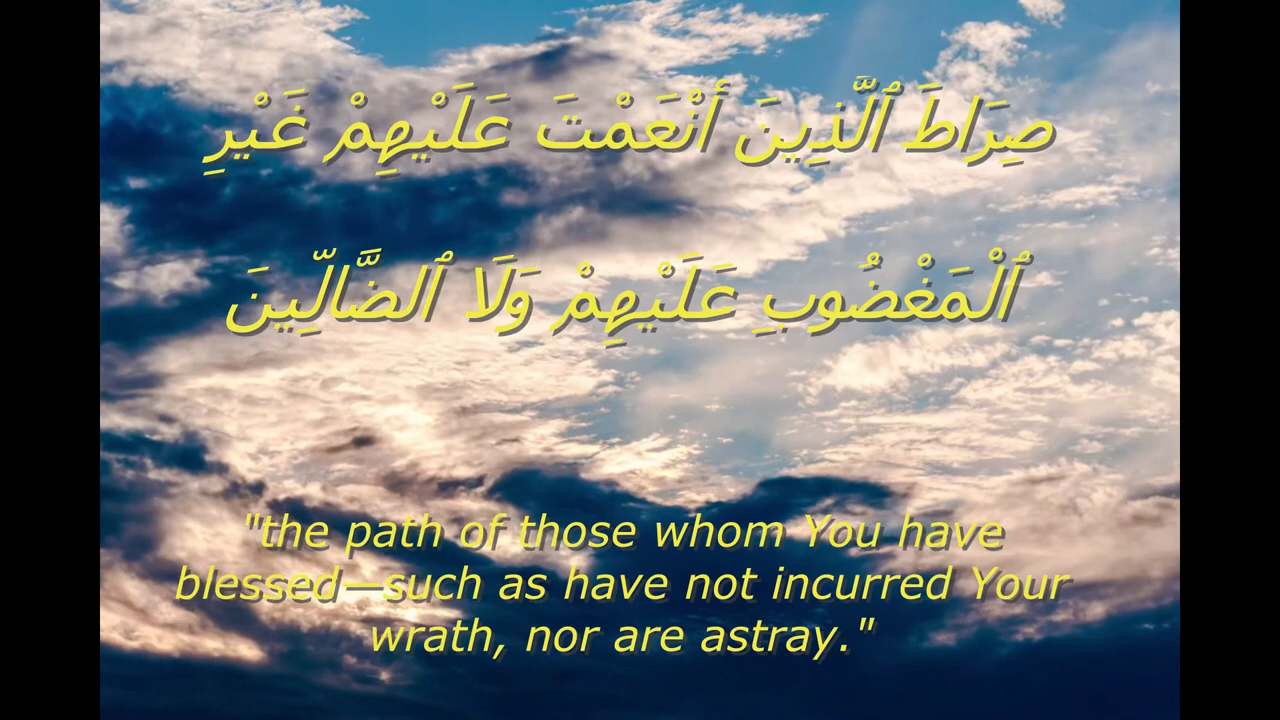 صِرَاطَ ٱلَّذِينَ أَنْعَمْتَ عَلَيْهِمْ غَيْرِ
ٱلْمَغْضُوبِ عَلَيْهِمْ وَلَا ٱلضَّالِّينَ
"the path of those whom You have
blessed—such as have not incurred Your
wrath, nor are astray."